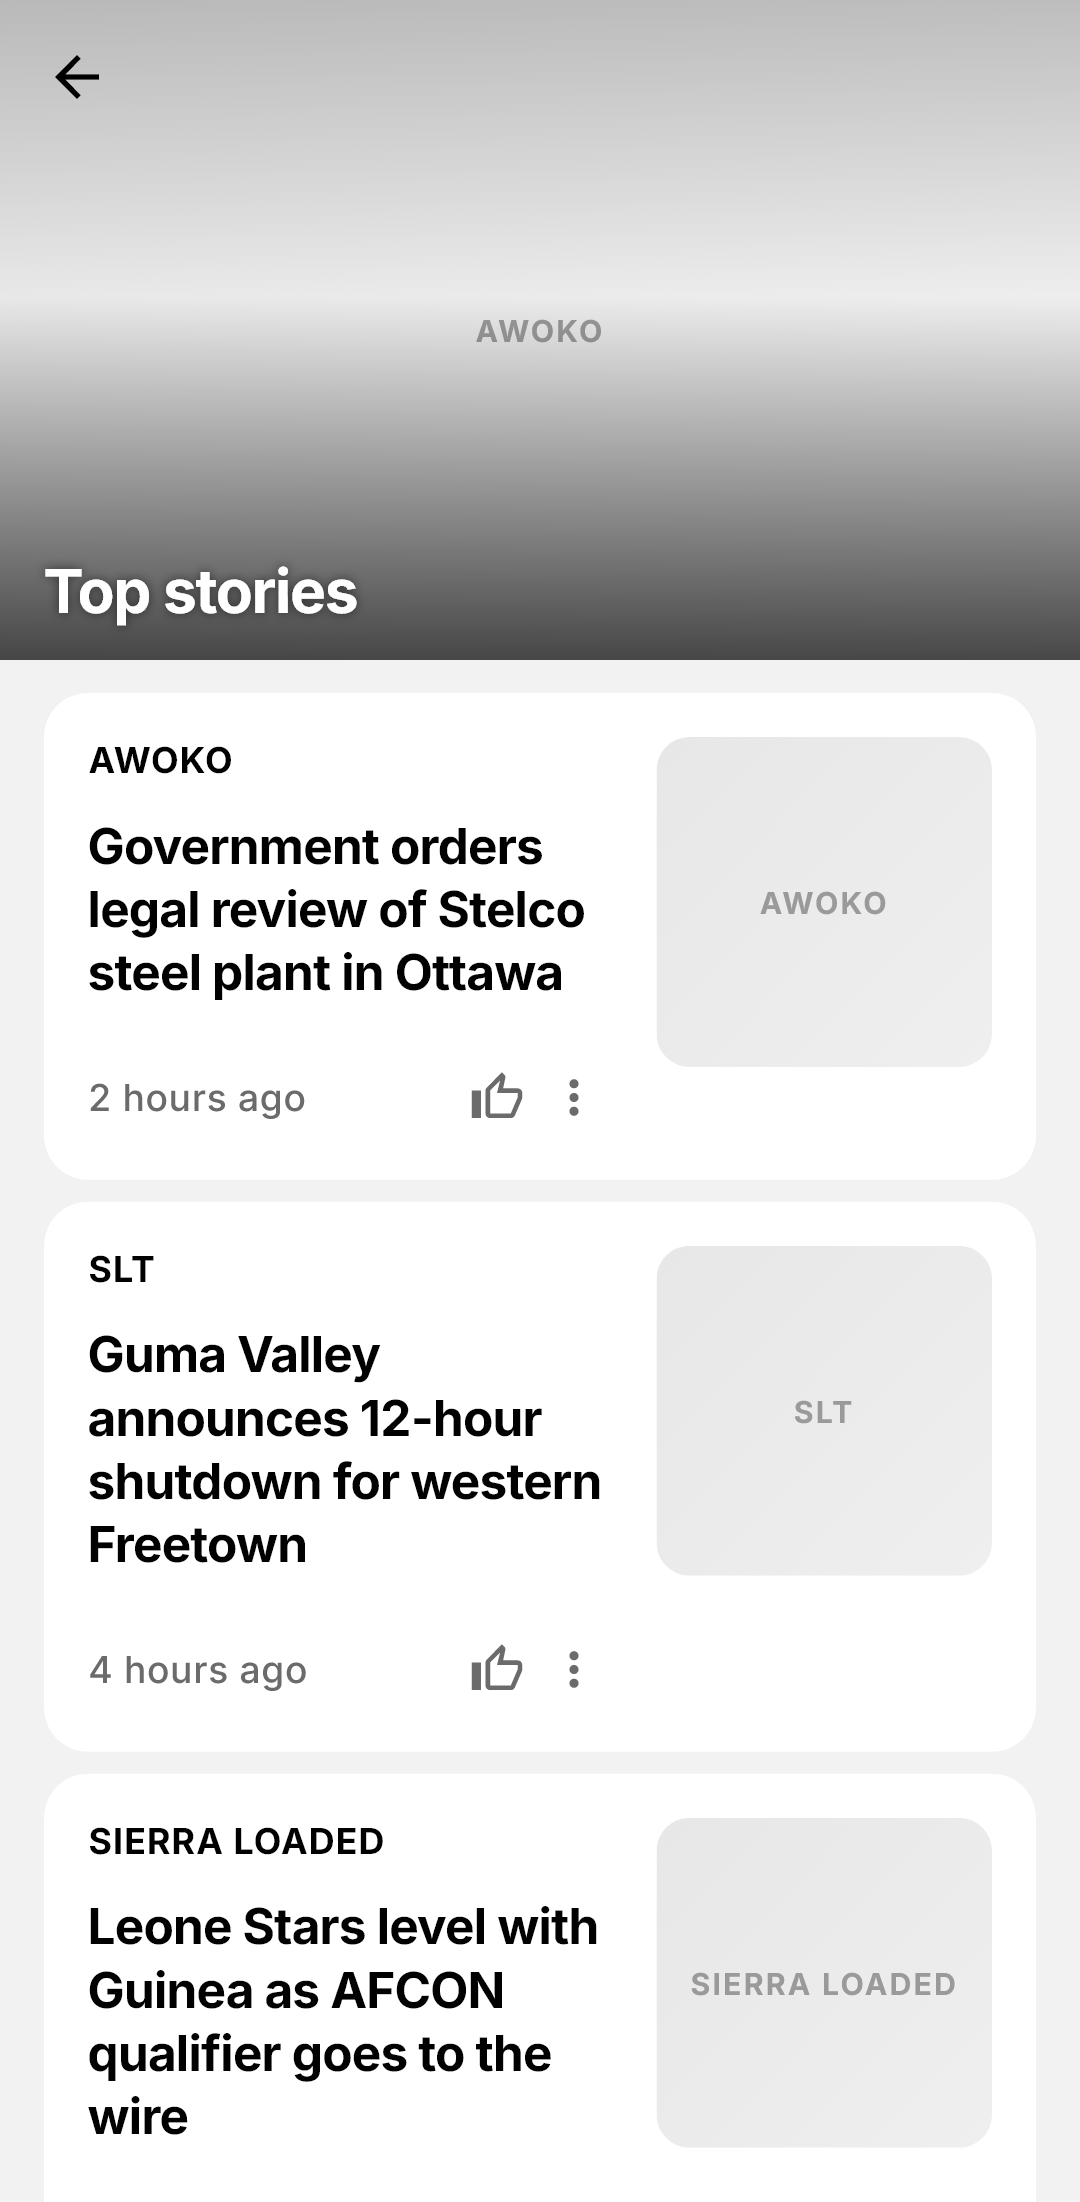 AWOKO
Top stories
AWOKO
Government orders
legal review of Stelco
steel plant in Ottawa
AWOKO
2 hours ago
SLT
Guma Valley
announces 12-hour
shutdown for western
Freetown
SLT
4 hours ago
SIERRA LOADED
Leone Stars level with
Guinea as AFCON
qualifier goes to the
wire
SIERRA LOADED